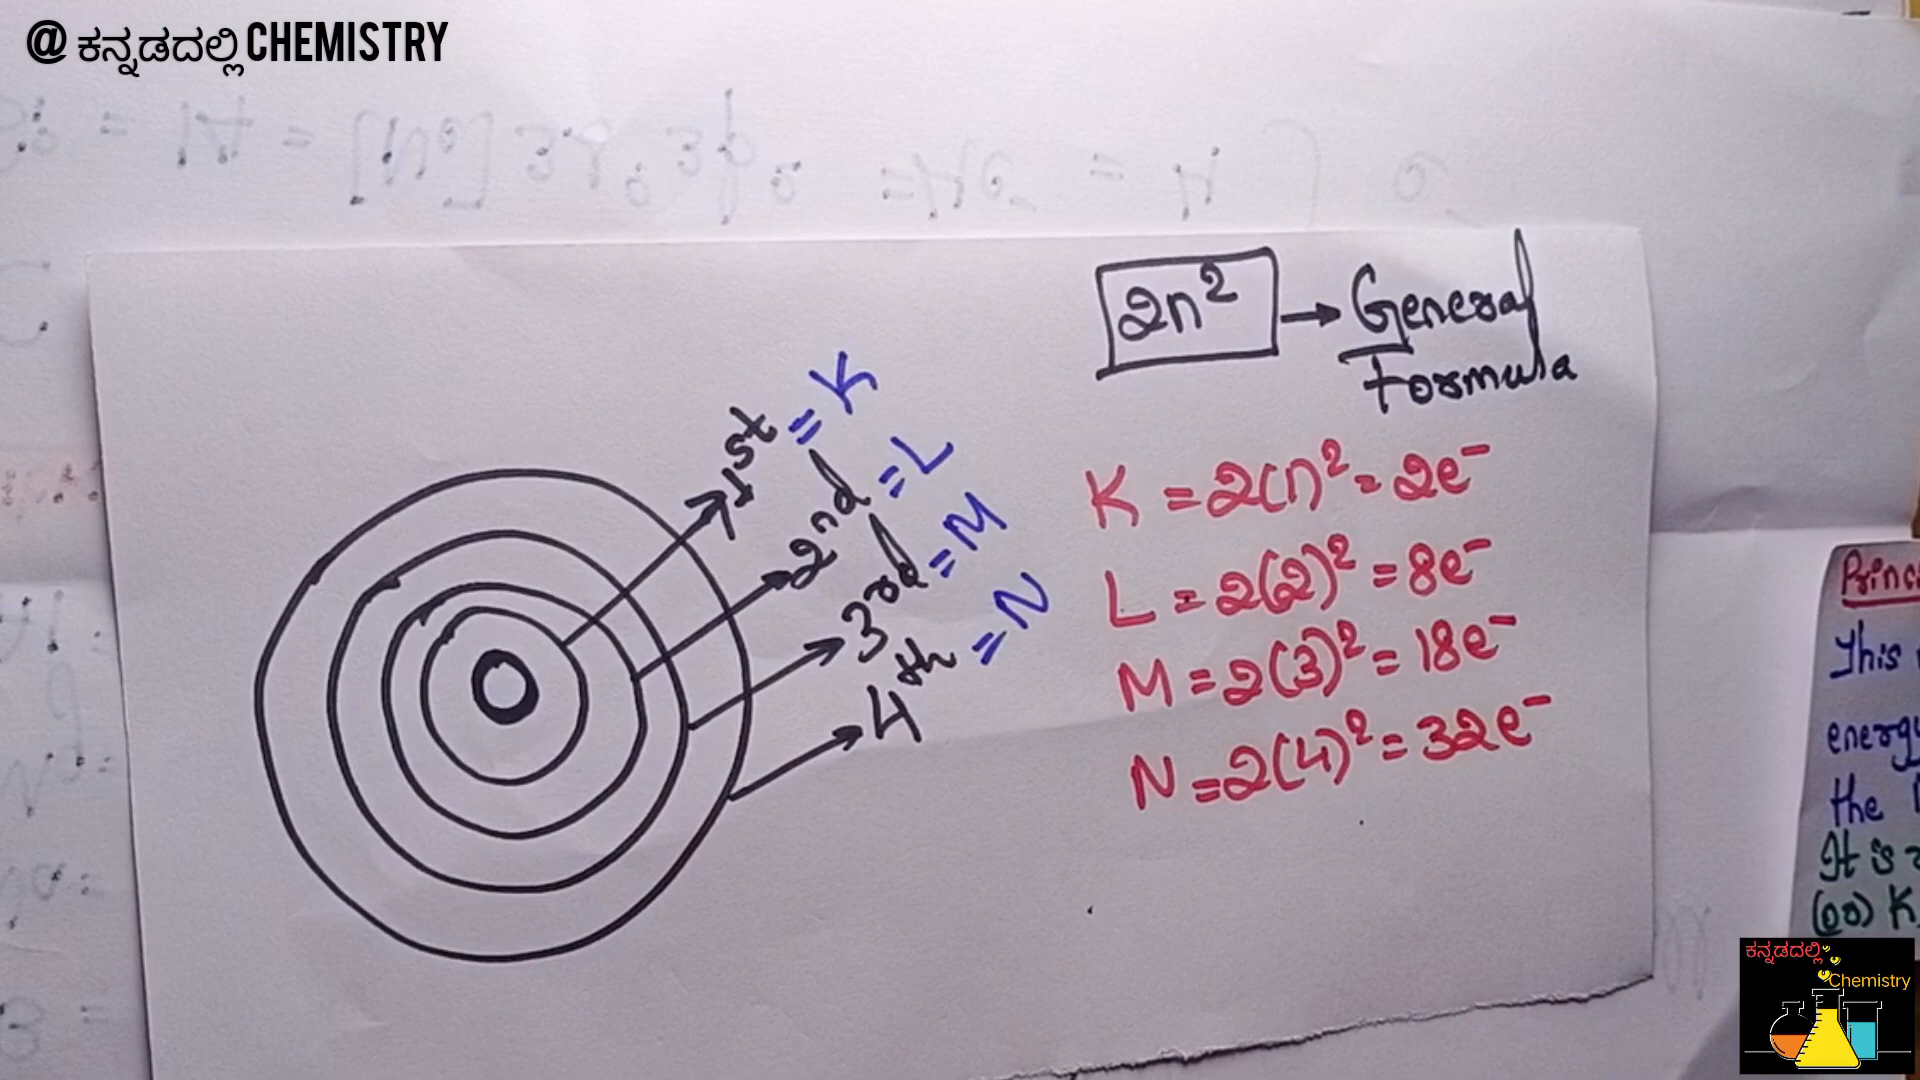 @ ಕನ್ನಡದಲ್ಲಿ CHEMISTRY
2n² → General
Formula
1st = K
2nd = L
3rd = M
4th = N
K = 2(1)² = 2e⁻
L = 2(2)² = 8e⁻
M = 2(3)² = 18e⁻
N = 2(4)² = 32e⁻
This
energy
the
It is
(or) K
ಕನ್ನಡದಲ್ಲಿ
Chemistry